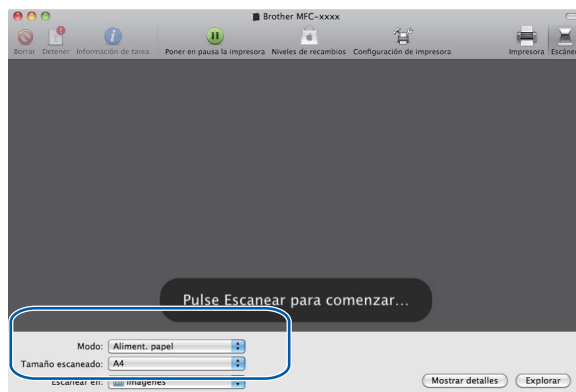 Brother MFC-xxxx
Borrar Detener Información de tarea Poner en pausa la impresora Niveles de recambios Configuración de impresora Impresora Escáner
Pulse Escanear para comenzar...
Modo: Aliment. papel
Tamaño escaneado: A4
Escanear en: Imágenes
Mostrar detalles Explorar